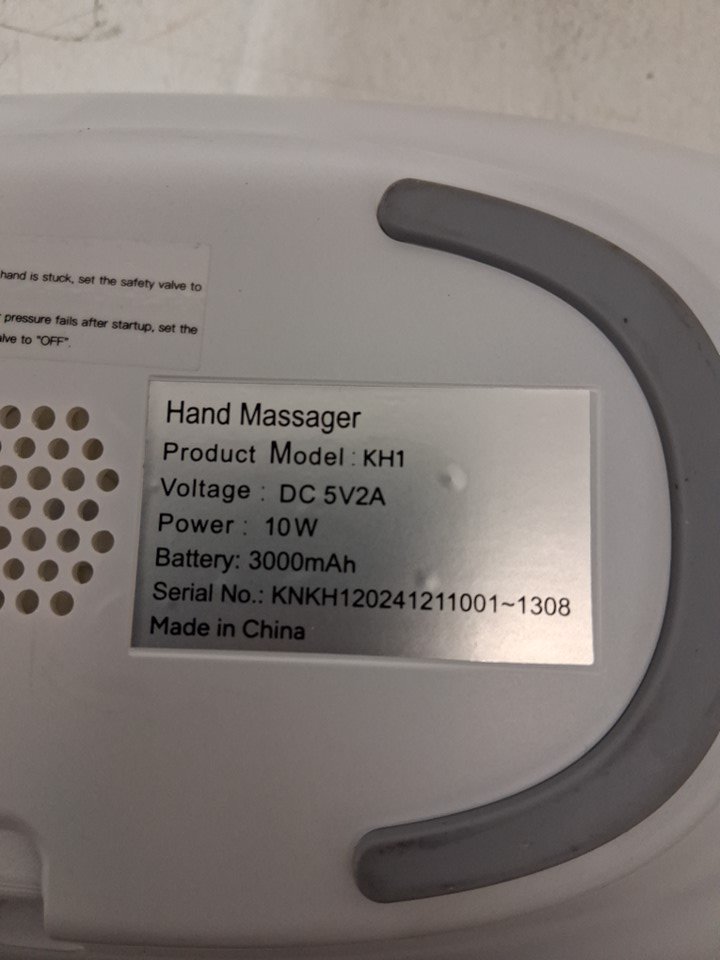 hand is stuck, set the safety valve to
pressure fails after startup, set the
to "OFF".
Hand Massager
Product Model : KH1
Voltage : DC 5V2A
Power : 10W
Battery: 3000mAh
Serial No.: KNKH120241211001~1308
Made in China